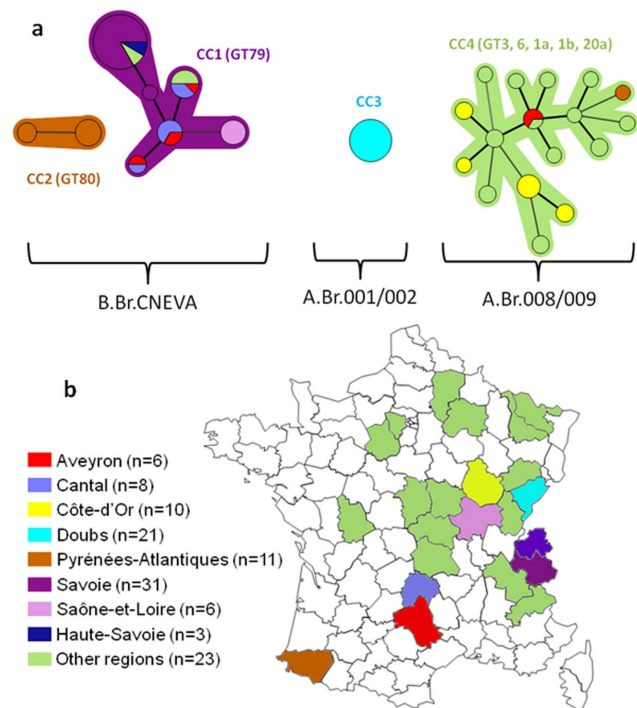 a
CC1 (GT79)
CC4 (GT3, 6, 1a, 1b, 20a)
CC3
CC2 (GT80)
B.Br.CNEVA
A.Br.001/002
A.Br.008/009
b
Aveyron (n=6)
Cantal (n=8)
Côte-d'Or (n=10)
Doubs (n=21)
Pyrénées-Atlantiques (n=11)
Savoie (n=31)
Saône-et-Loire (n=6)
Haute-Savoie (n=3)
Other regions (n=23)